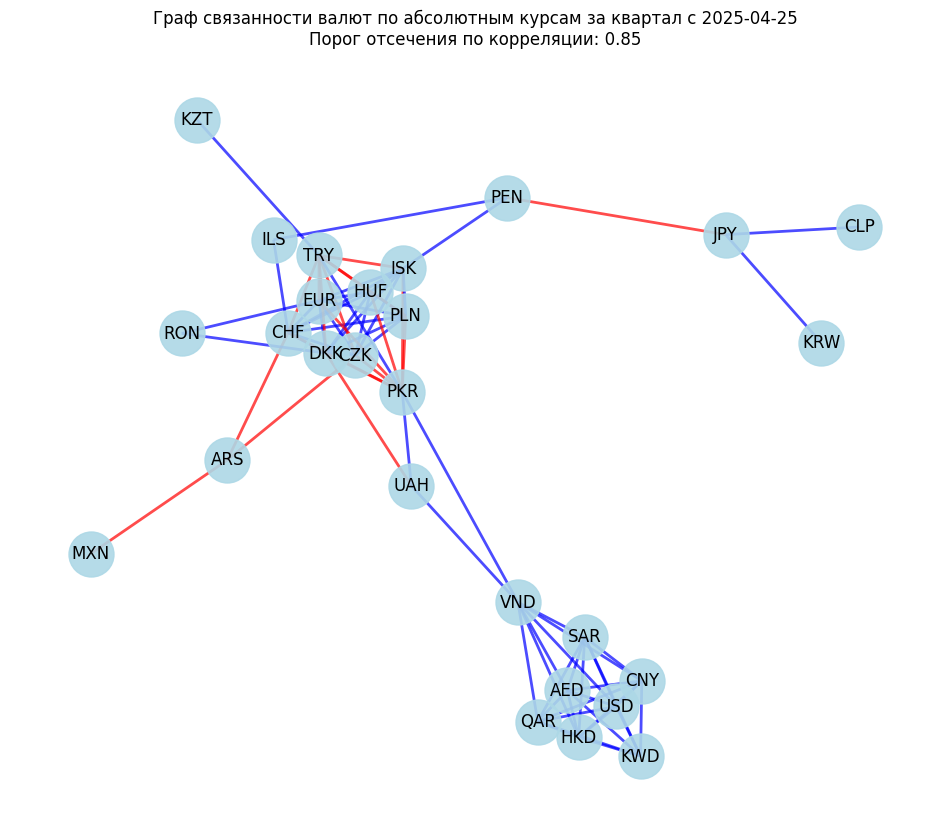 Граф связанности валют по абсолютным курсам за квартал с 2025-04-25
Порог отсечения по корреляции: 0.85
KZT
PEN
CLP
JPY
ILS
TRY
ISK
HUF
EUR
PLN
RON
CHF
KRW
DKK
CZK
PKR
ARS
UAH
MXN
VND
SAR
CNY
AED
USD
QAR
HKD
KWD